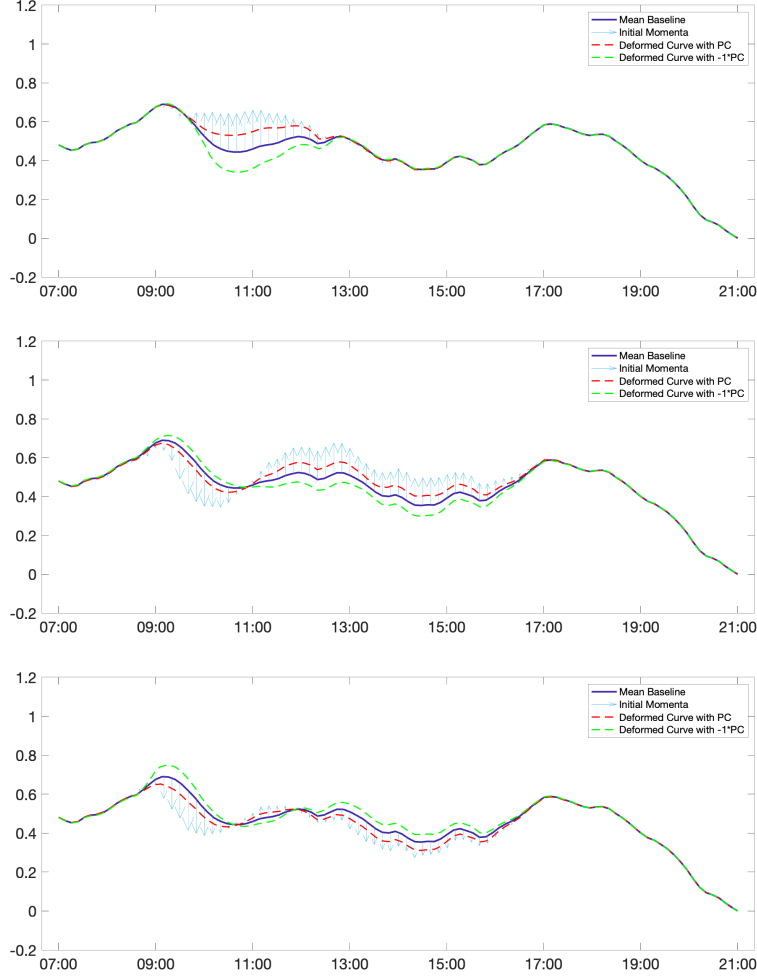 1.2
Mean Baseline
Initial Momenta
Deformed Curve with PC
Deformed Curve with -1*PC
1
0.8
0.6
0.4
0.2
0
-0.2
07:00 09:00 11:00 13:00 15:00 17:00 19:00 21:00
1.2
Mean Baseline
Initial Momenta
Deformed Curve with PC
Deformed Curve with -1*PC
1
0.8
0.6
0.4
0.2
0
-0.2
07:00 09:00 11:00 13:00 15:00 17:00 19:00 21:00
1.2
Mean Baseline
Initial Momenta
Deformed Curve with PC
Deformed Curve with -1*PC
1
0.8
0.6
0.4
0.2
0
-0.2
07:00 09:00 11:00 13:00 15:00 17:00 19:00 21:00